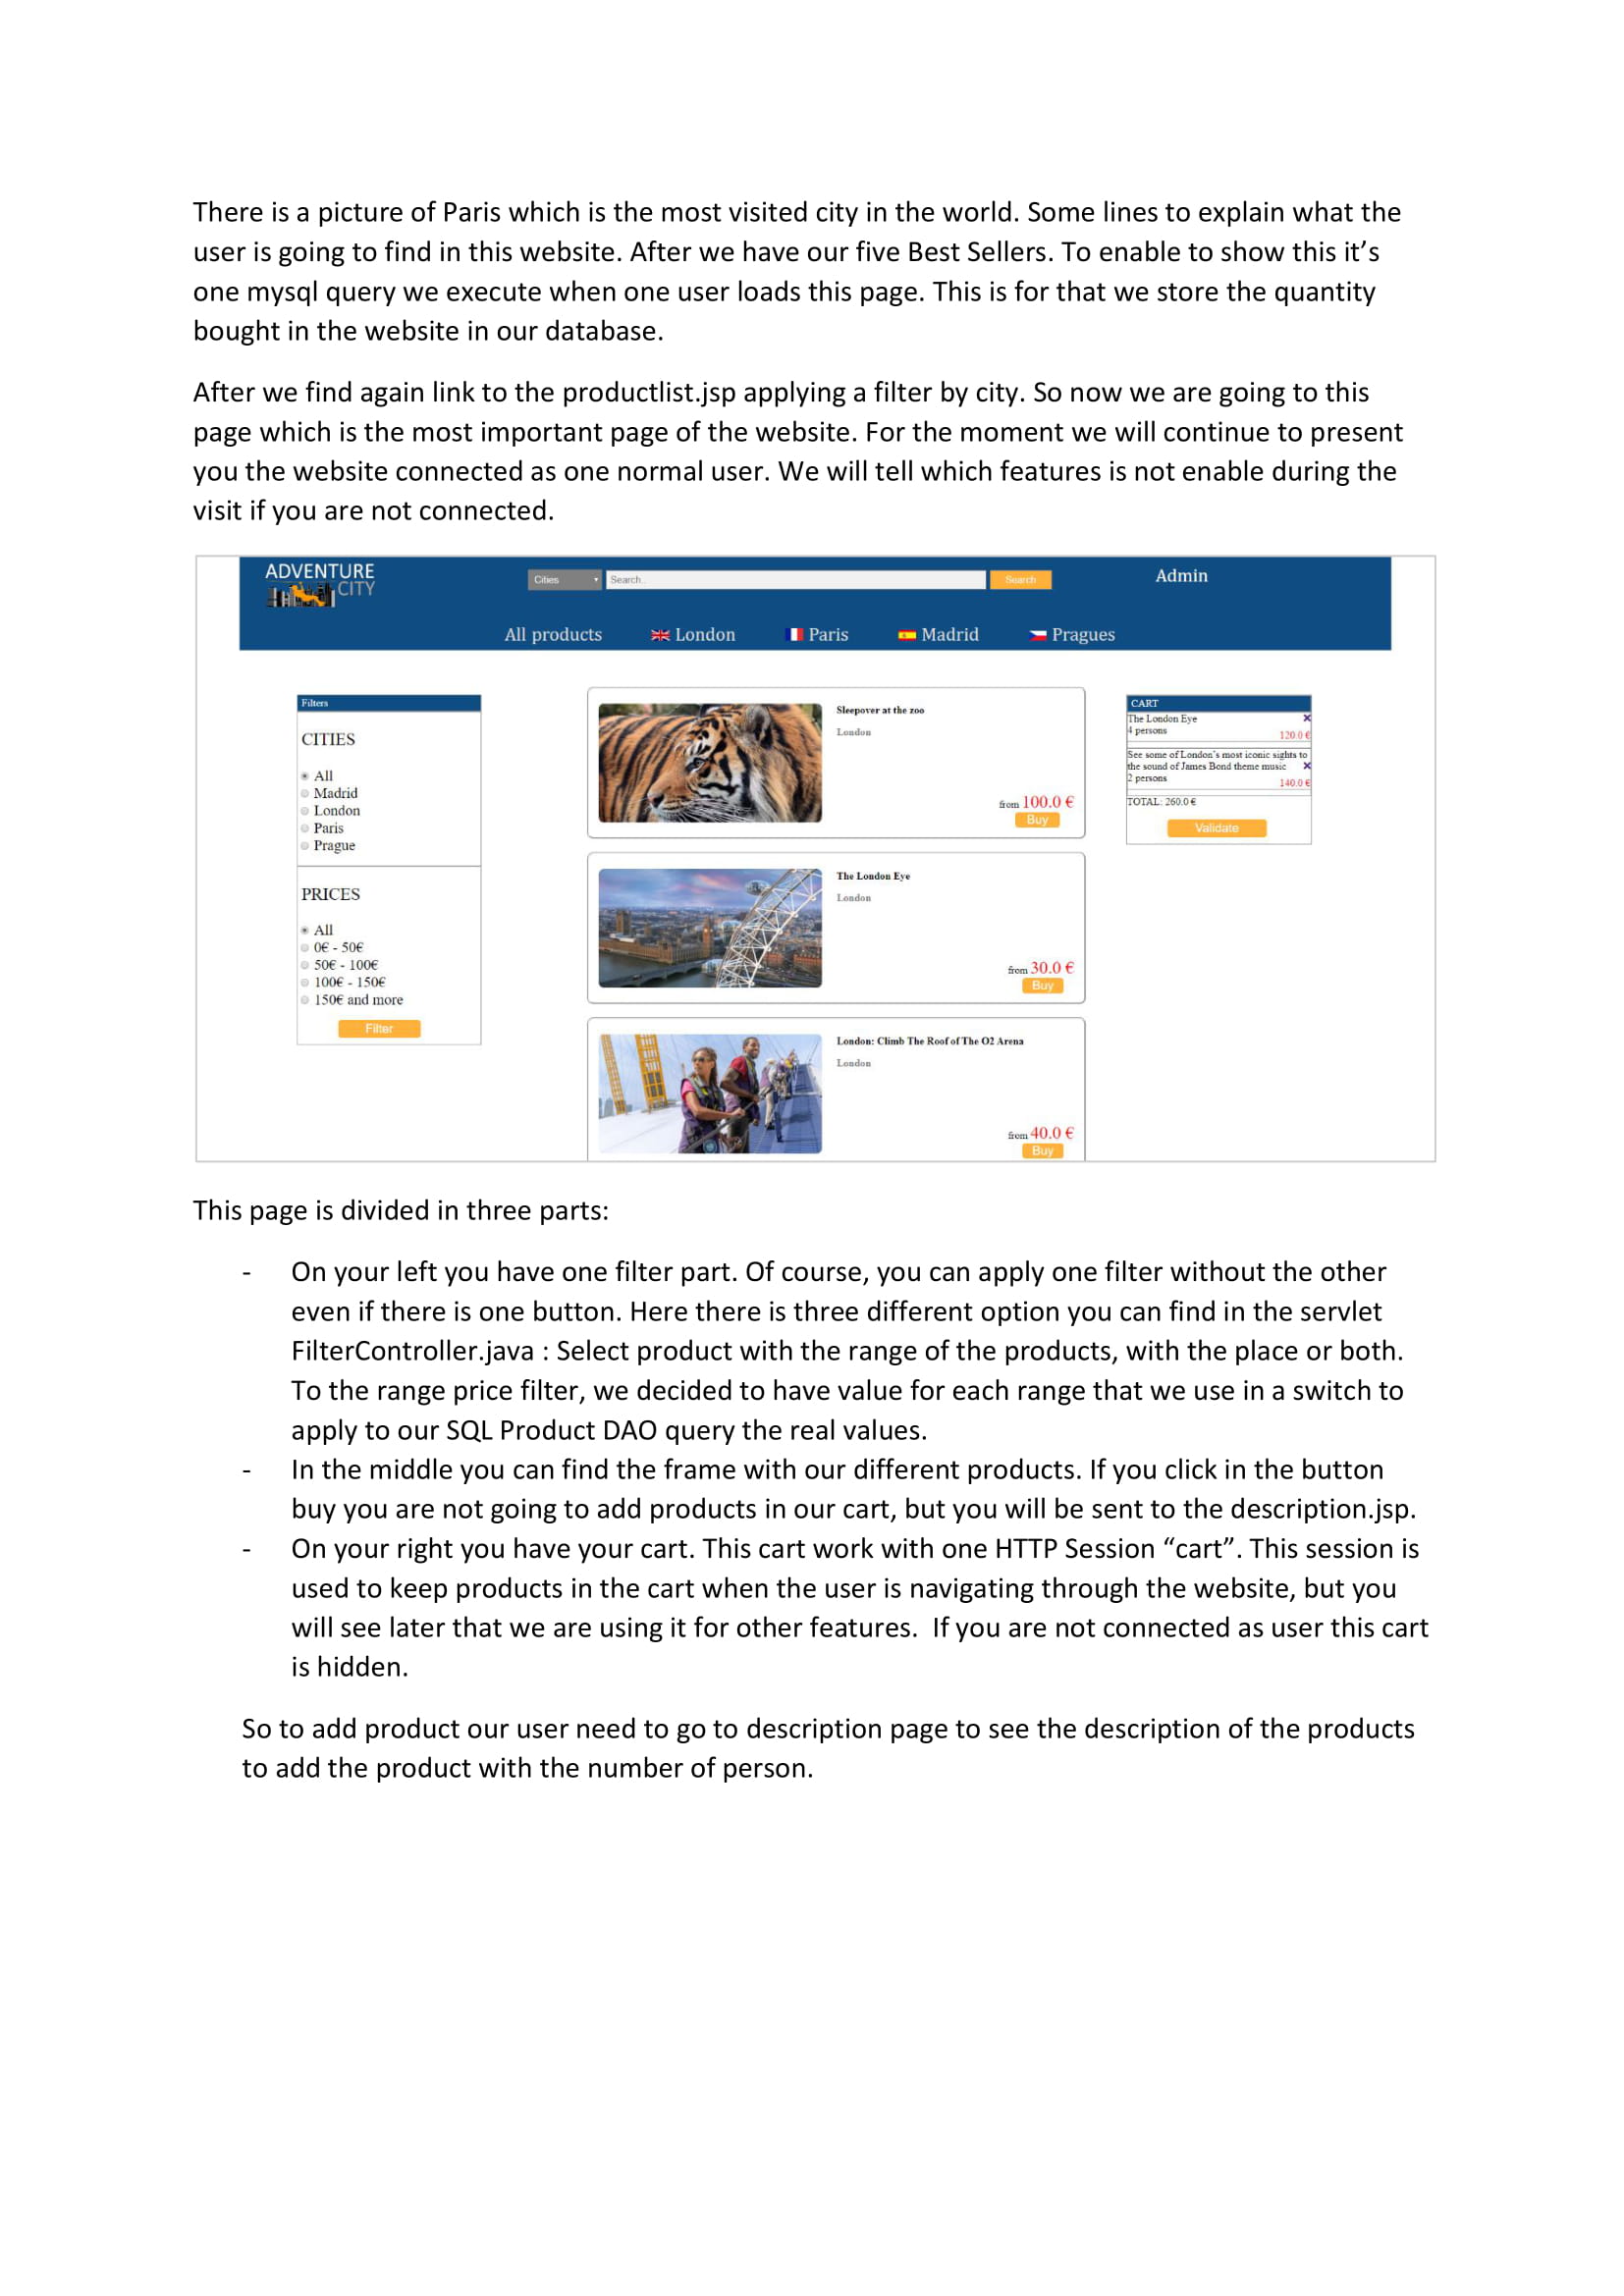 There is a picture of Paris which is the most visited city in the world. Some lines to explain what the
user is going to find in this website. After we have our five Best Sellers. To enable to show this it’s
one mysql query we execute when one user loads this page. This is for that we store the quantity
bought in the website in our database.
After we find again link to the productlist.jsp applying a filter by city. So now we are going to this
page which is the most important page of the website. For the moment we will continue to present
you the website connected as one normal user. We will tell which features is not enable during the
visit if you are not connected.
ADVENTURE
CITY
Cities
Search..
Search
Admin
All products
London
Paris
Madrid
Pragues
Filters
CITIES
All
Madrid
London
Paris
Prague
PRICES
All
0€ - 50€
50€ - 100€
100€ - 150€
150€ and more
Filter
Sleepover at the zoo
London
from 100.0 €
Buy
The London Eye
London
from 30.0 €
Buy
London: Climb The Roof of The O2 Arena
London
from 40.0 €
Buy
CART
The London Eye
4 persons
120.0 €
See some of London's most iconic sights to
the sound of James Bond theme music
2 persons
140.0 €
TOTAL: 260.0 €
Validate
This page is divided in three parts:
- On your left you have one filter part. Of course, you can apply one filter without the other
even if there is one button. Here there is three different option you can find in the servlet
FilterController.java : Select product with the range of the products, with the place or both.
To the range price filter, we decided to have value for each range that we use in a switch to
apply to our SQL Product DAO query the real values.
- In the middle you can find the frame with our different products. If you click in the button
buy you are not going to add products in our cart, but you will be sent to the description.jsp.
- On your right you have your cart. This cart work with one HTTP Session “cart”. This session is
used to keep products in the cart when the user is navigating through the website, but you
will see later that we are using it for other features.  If you are not connected as user this cart
is hidden.
So to add product our user need to go to description page to see the description of the products
to add the product with the number of person.